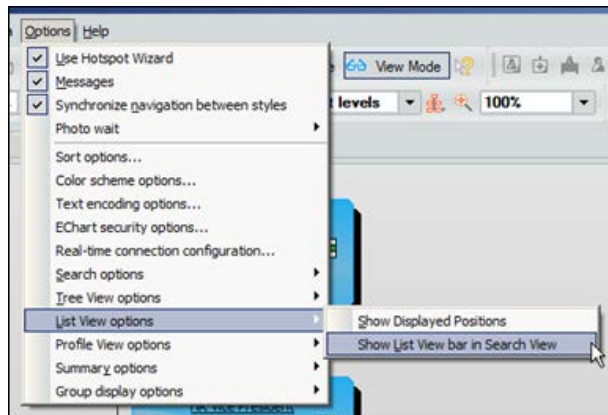 Options Help
Use Hotspot Wizard
View Mode
Messages
Synchronize navigation between styles
levels
100%
Photo wait
Sort options...
Color scheme options...
Text encoding options...
EChart security options...
Real-time connection configuration...
Search options
Tree View options
List View options
Show Displayed Positions
Profile View options
Show List View bar in Search View
Summary options
Group display options
Vice President